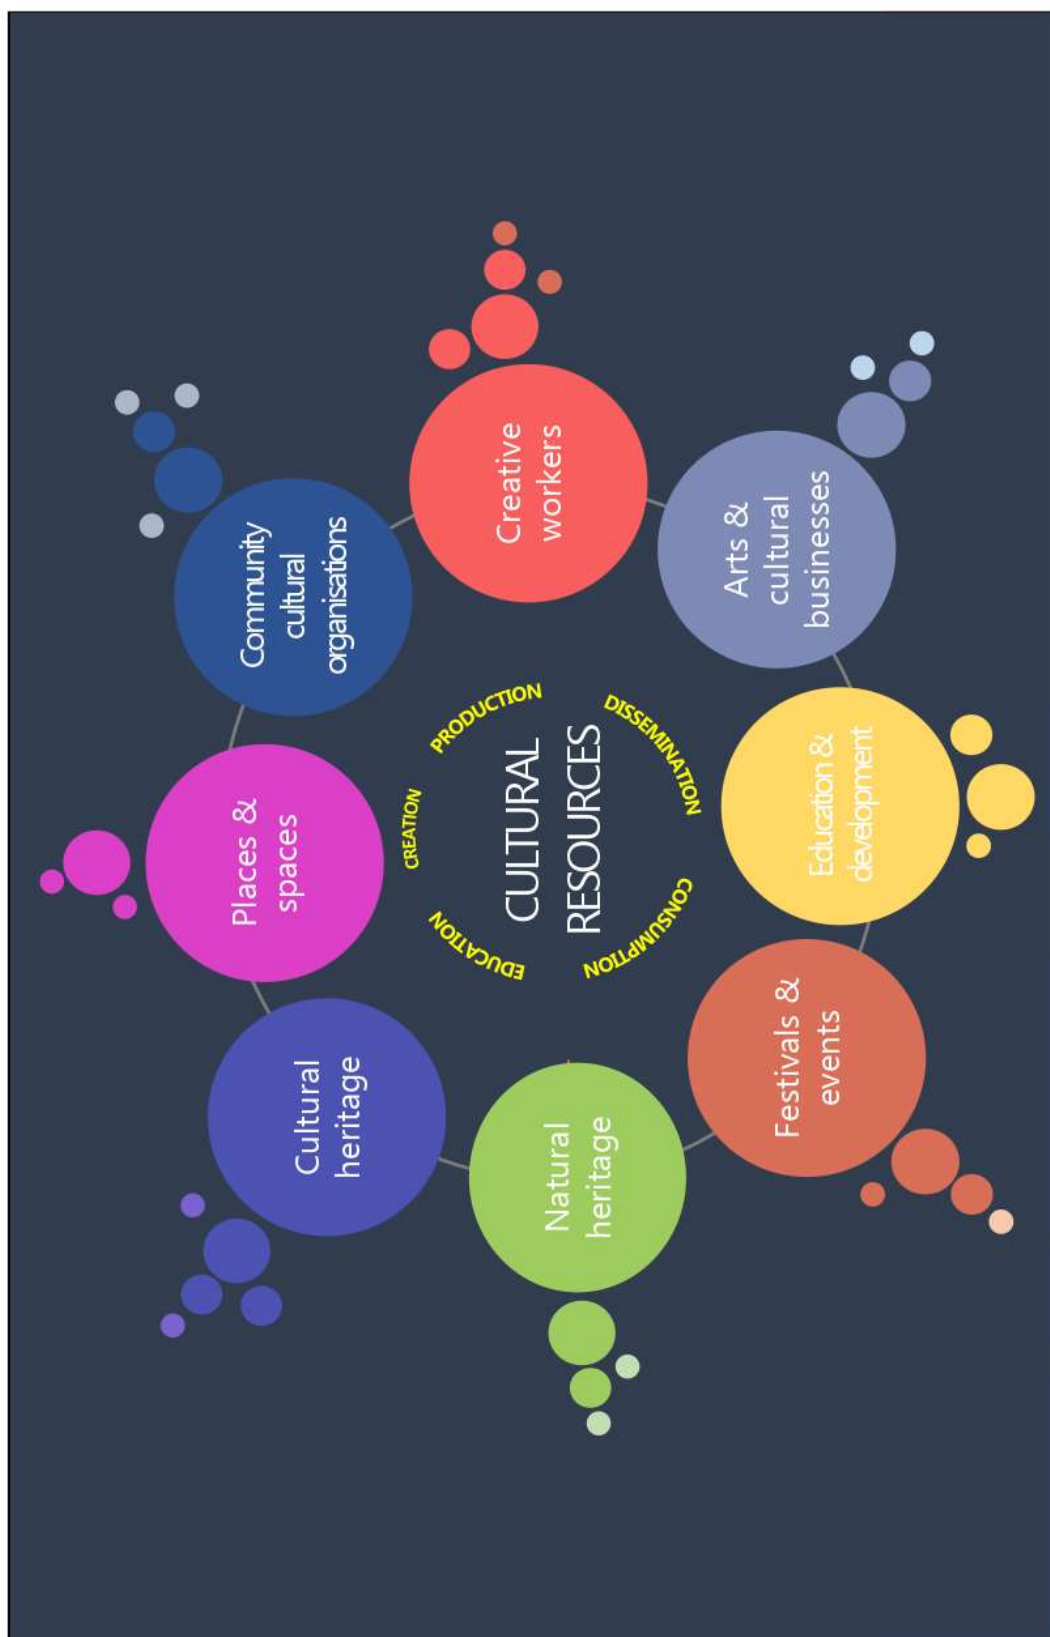 CULTURAL
RESOURCES
CREATION
PRODUCTION
DISSEMINATION
CONSUMPTION
EDUCATION
Places &
spaces
Community
cultural
organisations
Creative
workers
Arts &
cultural
businesses
Education &
development
Festivals &
events
Natural
heritage
Cultural
heritage